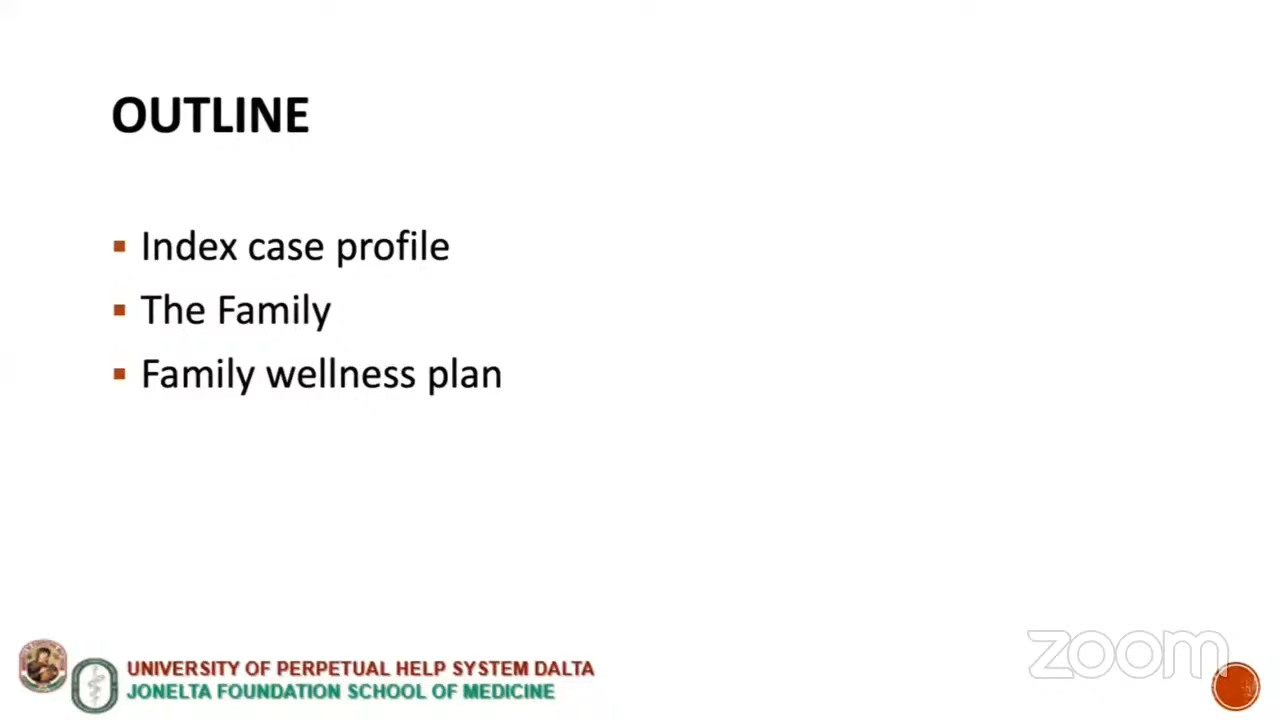 OUTLINE
Index case profile
The Family
Family wellness plan
UNIVERSITY OF PERPETUAL HELP SYSTEM DALTA
JONELTA FOUNDATION SCHOOL OF MEDICINE
zoom